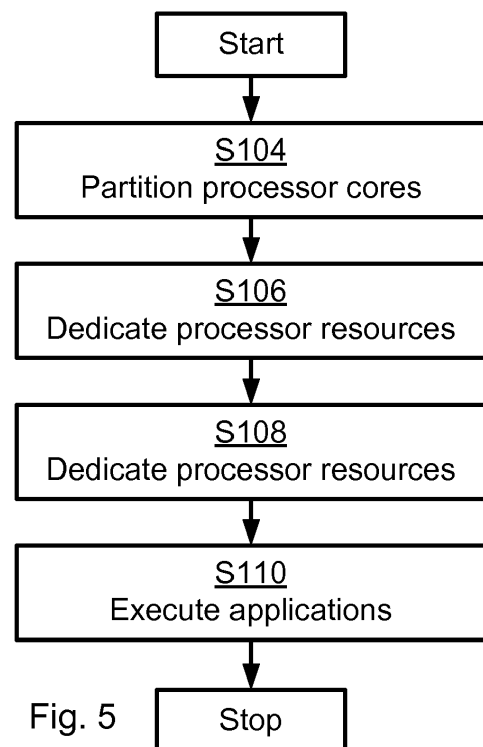 Start
S104
Partition processor cores
S106
Dedicate processor resources
S108
Dedicate processor resources
S110
Execute applications
Fig. 5
Stop